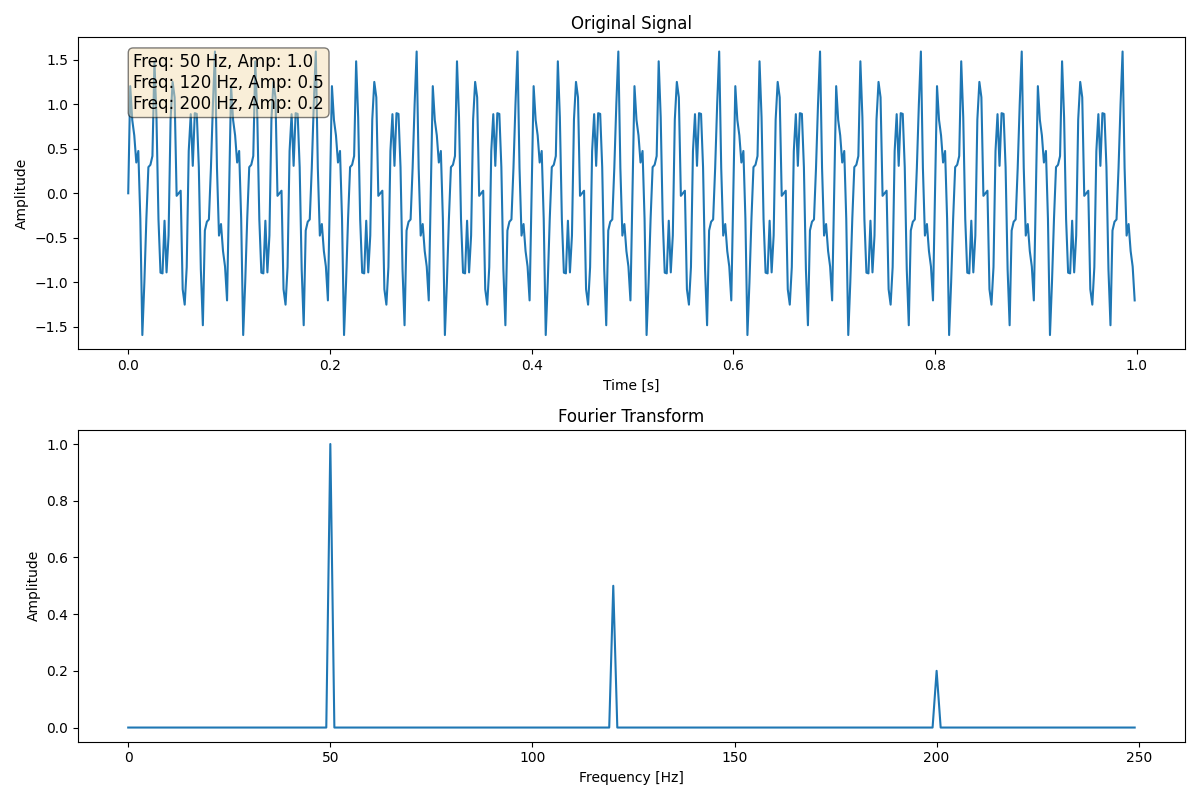 Original Signal
Freq: 50 Hz, Amp: 1.0
Freq: 120 Hz, Amp: 0.5
Freq: 200 Hz, Amp: 0.2
1.5
1.0
0.5
0.0
−0.5
−1.0
−1.5
Amplitude
0.0 0.2 0.4 0.6 0.8 1.0
Time [s]
Fourier Transform
1.0
0.8
0.6
0.4
0.2
0.0
Amplitude
0 50 100 150 200 250
Frequency [Hz]